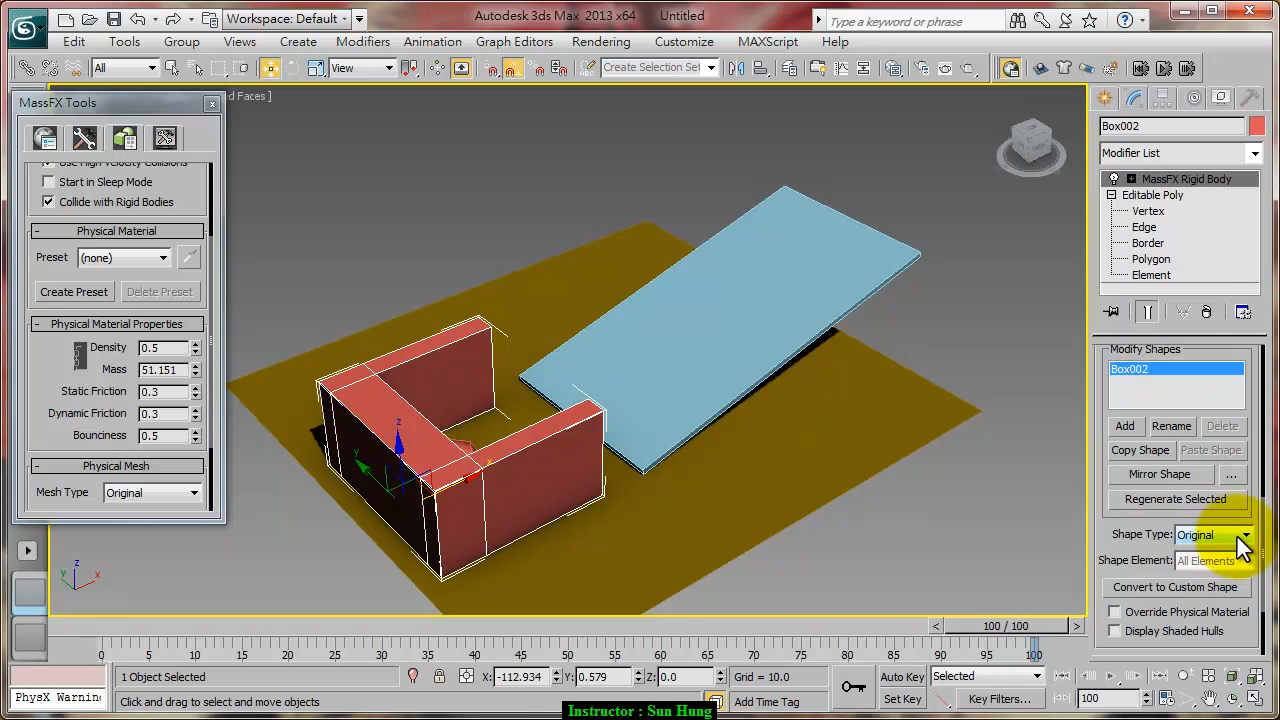 Workspace: Default
Autodesk 3ds Max 2013 x64 Untitled
Type a keyword or phrase
Edit Tools Group Views Create Modifiers Animation Graph Editors Rendering Customize MAXScript Help
All
View
Create Selection Set
MassFX Tools
ed Faces ]
Use High Velocity Collisions
Start in Sleep Mode
Collide with Rigid Bodies
Physical Material
Preset (none)
Create Preset Delete Preset
Physical Material Properties
Density 0.5
Mass 51.151
Static Friction 0.3
Dynamic Friction 0.3
Bounciness 0.5
Physical Mesh
Mesh Type Original
z
y
x
z
y
x
Box002
Modifier List
MassFX Rigid Body
Editable Poly
Vertex
Edge
Border
Polygon
Element
Modify Shapes
Box002
Add Rename Delete
Copy Shape Paste Shape
Mirror Shape ...
Regenerate Selected
Shape Type: Original
Shape Element: All Elements
Convert to Custom Shape
Override Physical Material
Display Shaded Hulls
< 100 / 100 >
0 5 10 15 20 25 30 35 40 45 50 55 60 65 70 75 80 85 90 95 100
1 Object Selected
X: -112.934 Y: 0.579 Z: 0.0 Grid = 10.0
Auto Key Selected
PhysX Warning
Click and drag to select and move objects
Add Time Tag
Set Key Key Filters... 100
Instructor : Sun Hung